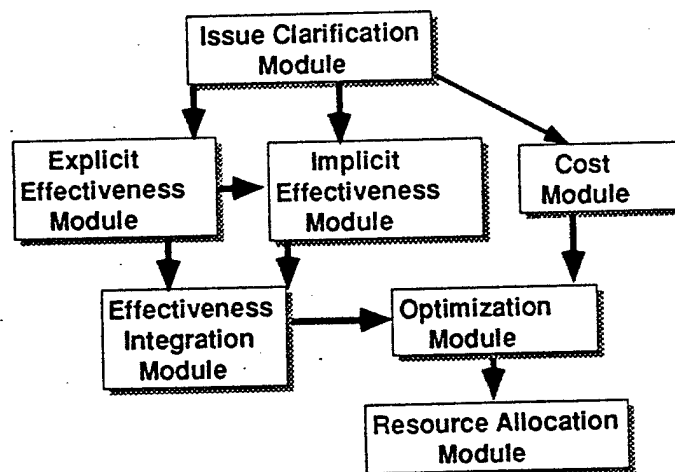 Issue Clarification
Module
Explicit
Effectiveness
Module
Implicit
Effectiveness
Module
Cost
Module
Effectiveness
Integration
Module
Optimization
Module
Resource Allocation
Module